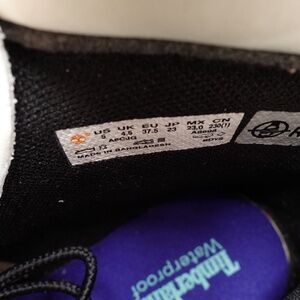 US UK EU JP MX CN
5 4.5 37.5 23 23.0 230(1)
MADE IN BANGLADESH
Timberland
Waterproof